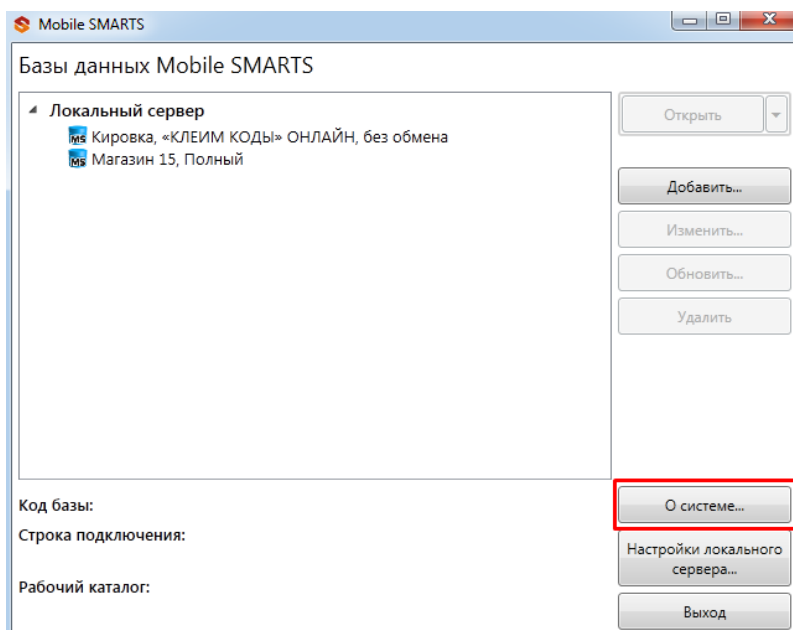 Mobile SMARTS
Базы данных Mobile SMARTS
Локальный сервер
Кировка, «КЛЕИМ КОДЫ» ОНЛАЙН, без обмена
Магазин 15, Полный
Открыть
Добавить...
Изменить...
Обновить...
Удалить
Код базы:
О системе...
Строка подключения:
Настройки локального
сервера...
Рабочий каталог:
Выход